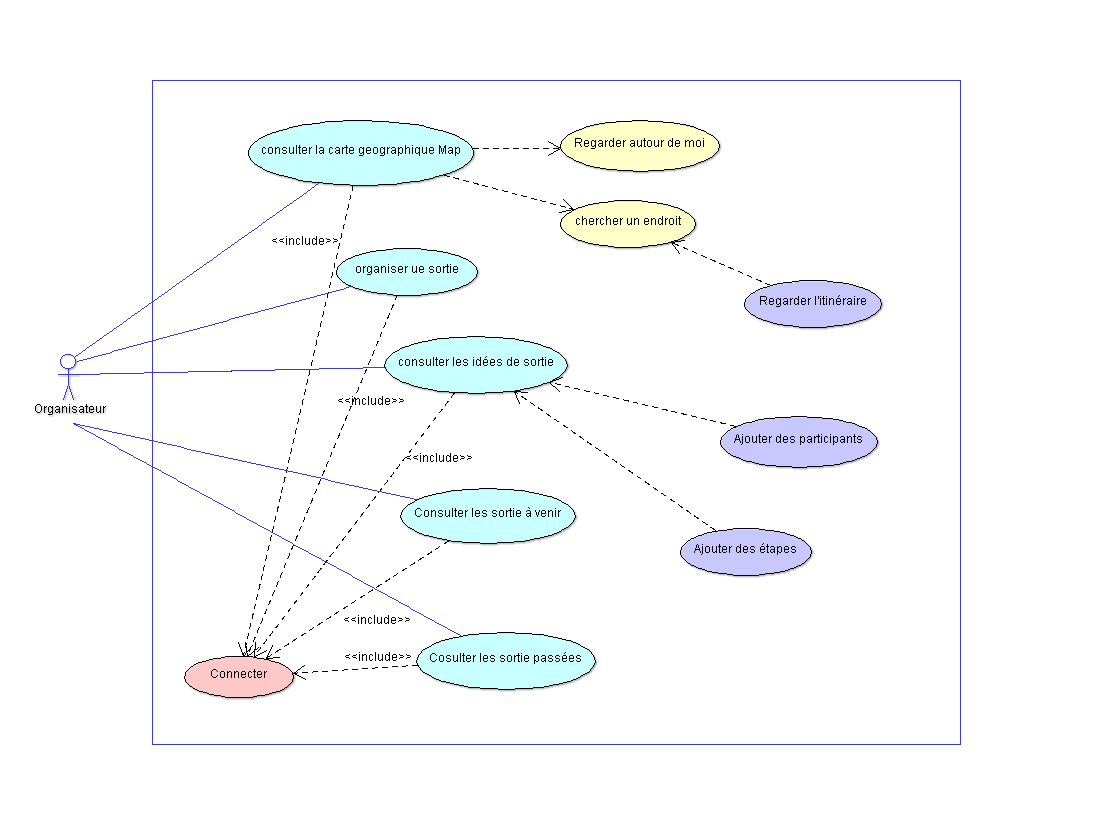 consulter la carte geographique Map
Regarder autour de moi
chercher un endroit
<<include>>
organiser ue sortie
Regarder l'itinéraire
consulter les idées de sortie
Organisateur
<<include>>
Ajouter des participants
<<include>>
Consulter les sortie à venir
Ajouter des étapes
<<include>>
<<include>>
Cosulter les sortie passées
Connecter